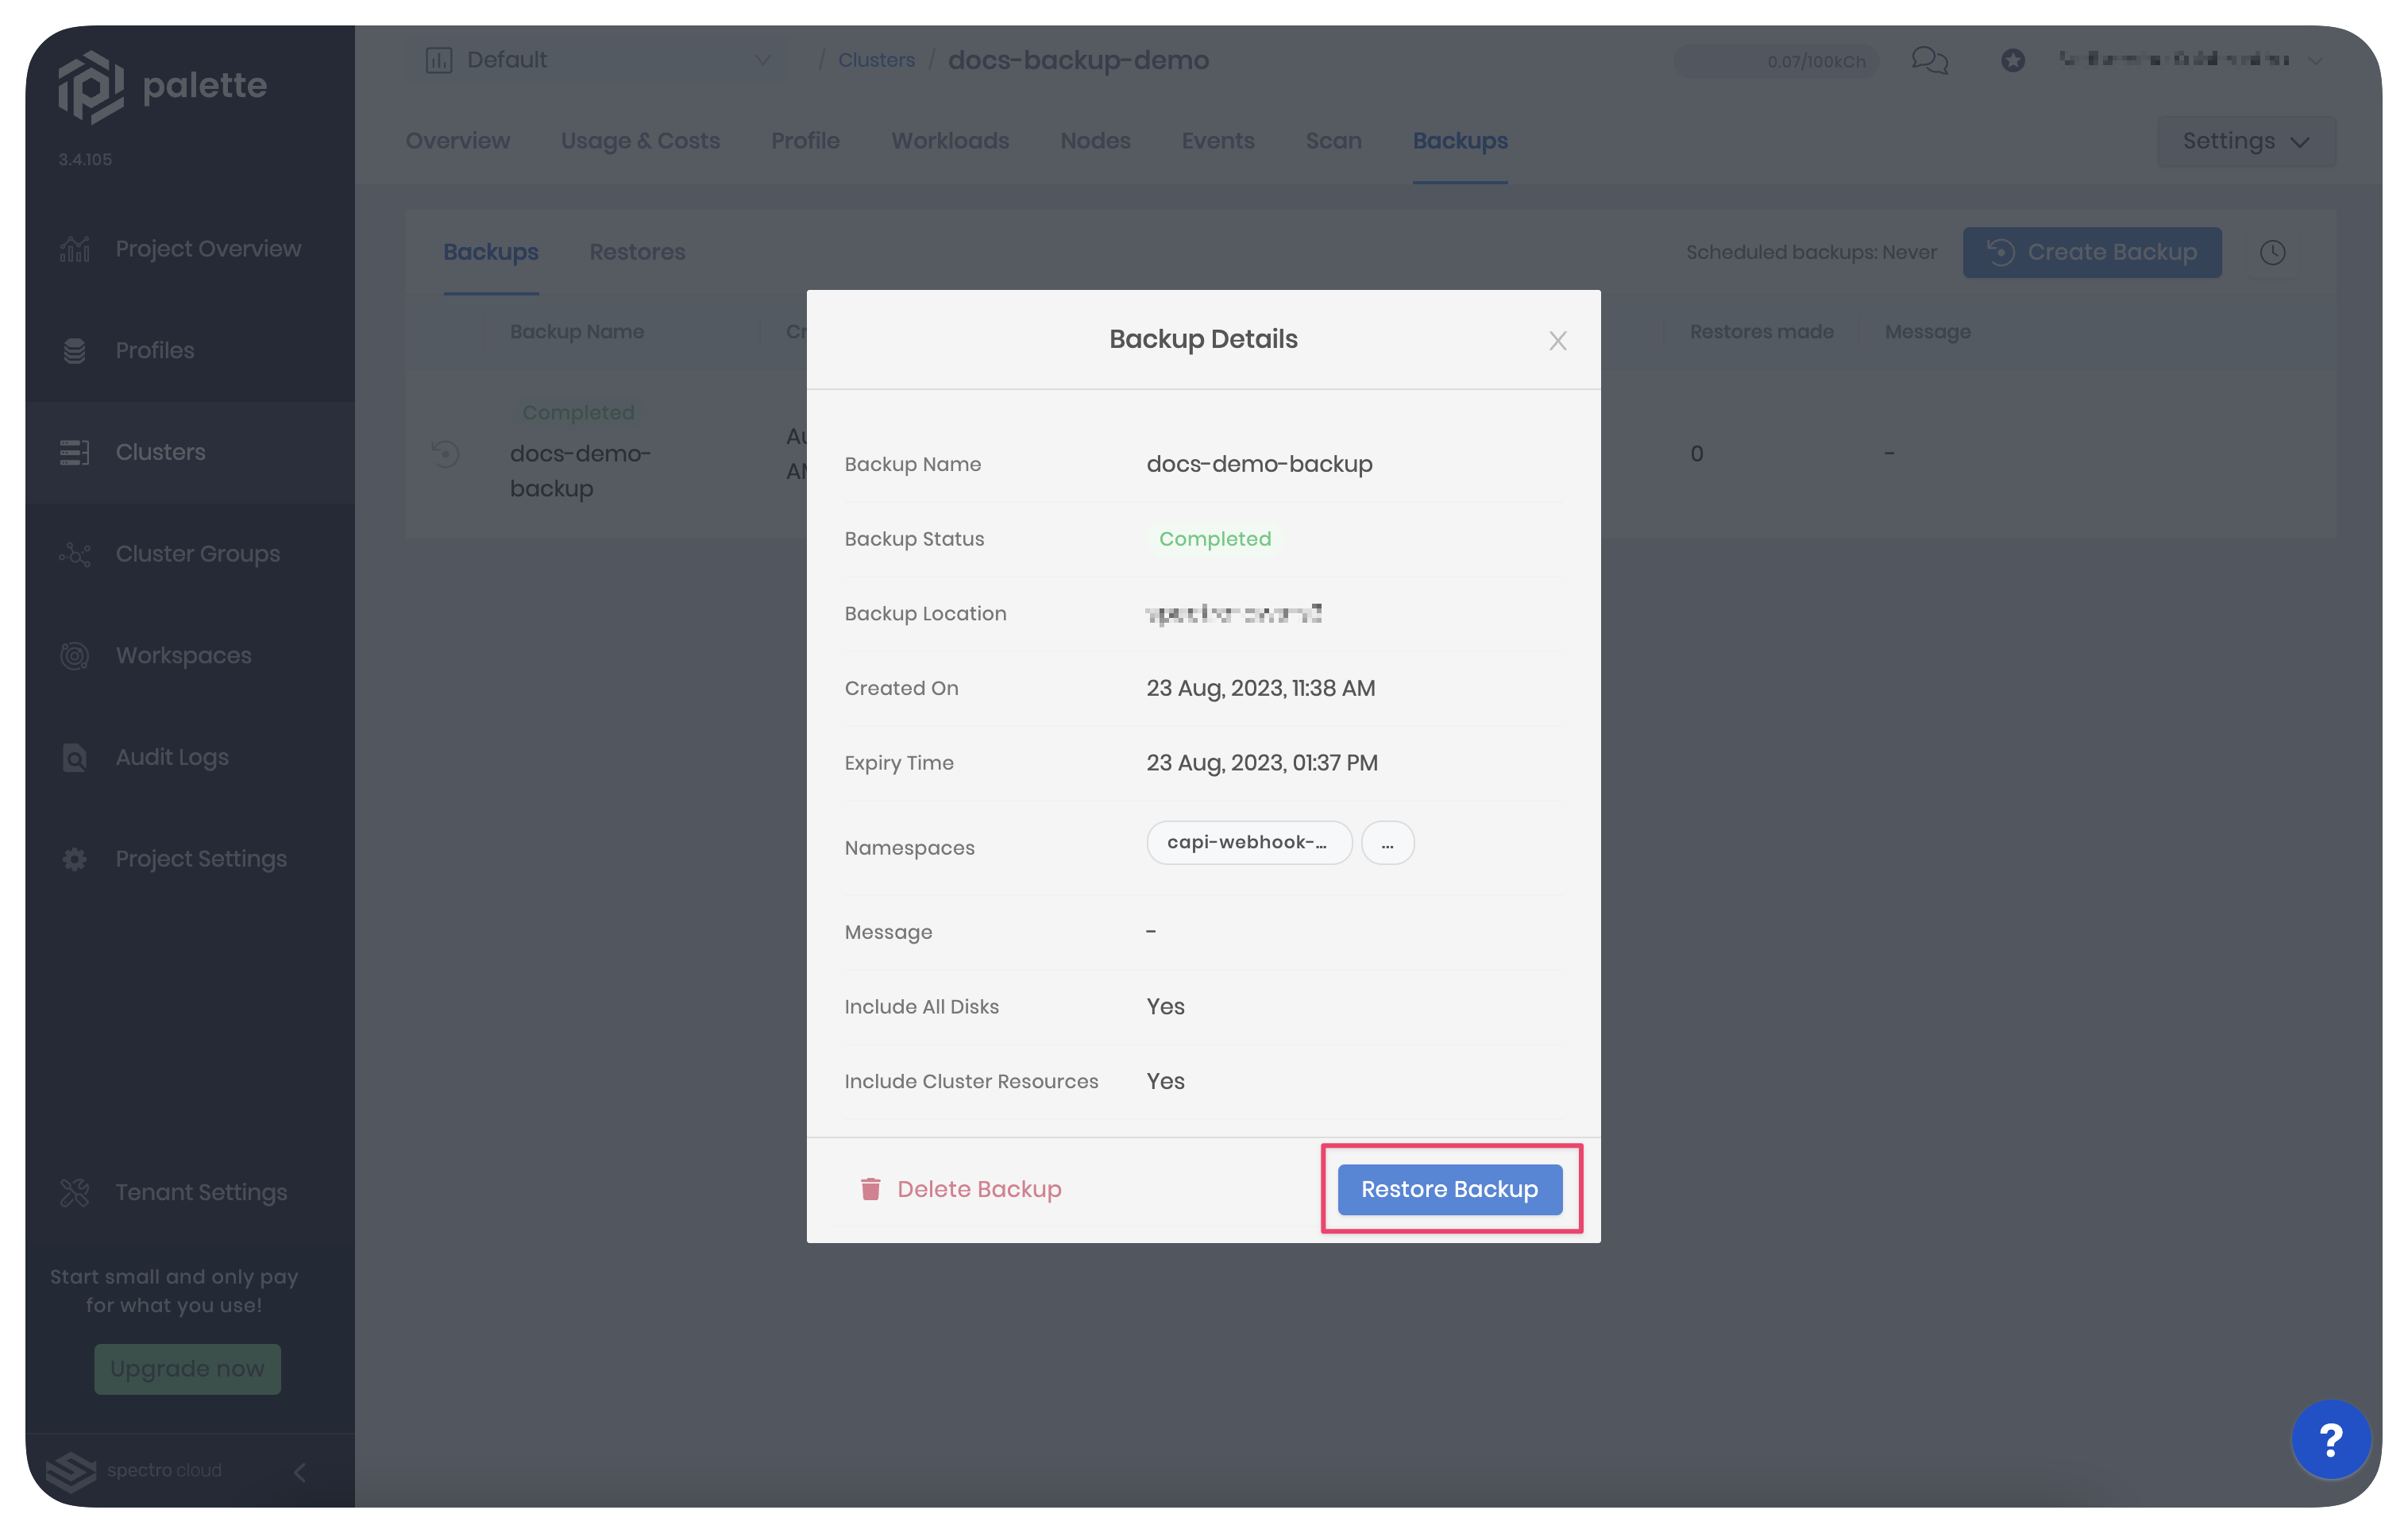 palette
3.4.105
Project Overview
Profiles
Clusters
Cluster Groups
Workspaces
Audit Logs
Project Settings
Tenant Settings
Start small and only pay
for what you use!
Upgrade now
spectro cloud
Default / Clusters / docs-backup-demo
0.07/100kCh
Overview Usage & Costs Profile Workloads Nodes Events Scan Backups
Settings
Backups Restores
Scheduled backups: Never Create Backup
Backup Name Restores made Message
Completed
docs-demo-
backup
0 -
Backup Details
Backup Name docs-demo-backup
Backup Status Completed
Backup Location
Created On 23 Aug, 2023, 11:38 AM
Expiry Time 23 Aug, 2023, 01:37 PM
Namespaces capi-webhook-... ...
Message -
Include All Disks Yes
Include Cluster Resources Yes
Delete Backup Restore Backup
?